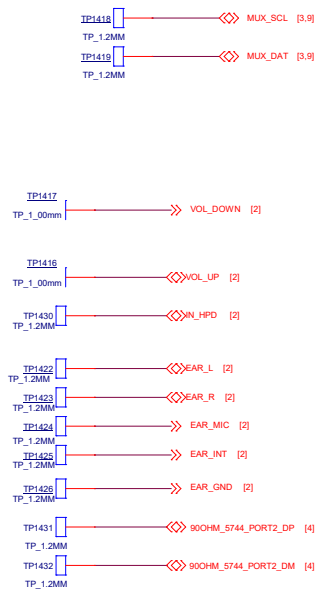 TP1418 MUX_SCL [3,9]
TP_1.2MM
TP1419 MUX_DAT [3,9]
TP_1.2MM
TP1417
VOL_DOWN [2]
TP_1_00mm
TP1416
VOL_UP [2]
TP_1_00mm
TP1430 IN_HPD [2]
TP_1.2MM
TP1422 EAR_L [2]
TP_1.2MM
TP1423 EAR_R [2]
TP_1.2MM
TP1424 EAR_MIC [2]
TP_1.2MM
TP1425 EAR_INT [2]
TP_1.2MM
TP1426 EAR_GND [2]
TP_1.2MM
TP1431 90OHM_5744_PORT2_DP [4]
TP_1.2MM
TP1432 90OHM_5744_PORT2_DM [4]
TP_1.2MM